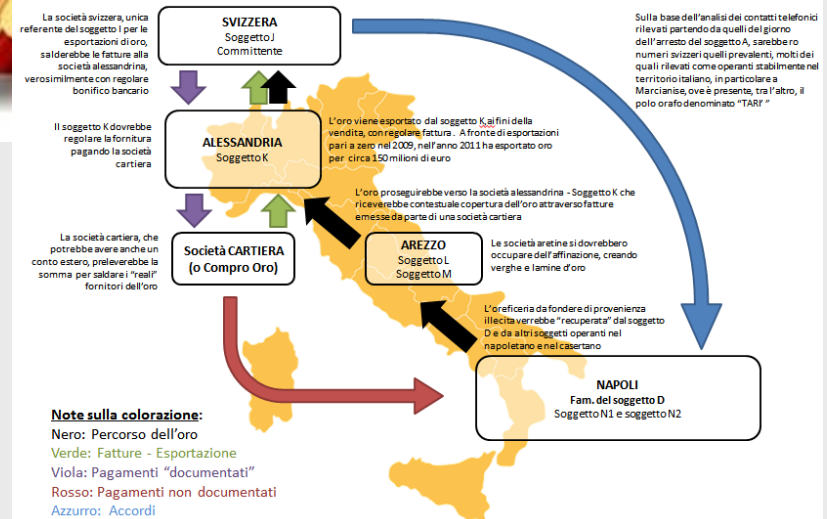 La società svizzera, unica
referente del soggetto I per le
esportazioni di oro,
salderebbe le fatture alla
società alessandrina,
verosimilmente con regolare
bonifico bancario
SVIZZERA
Soggetto J
Committente
Sulla base dell'analisi dei contatti telefonici
rilevati partendo da quelli del giorno
dell'arresto del soggetto A, sarebbero
numeri svizzeri quelli prevalenti, molti dei
quali rilevati come operanti stabilmente nel
territorio italiano, in particolare a
Marcianise, ove è presente, tra l'altro, il
polo orafo denominato "TARI'"
Il soggetto K dovrebbe
regolare la fornitura
pagando la società
cartiera
ALESSANDRIA
Soggetto K
L'oro viene esportato dal soggetto K, ai fini della
vendita, con regolare fattura. A fronte di esportazioni
pari a zero nel 2009, nell'anno 2011 ha esportato oro
per circa 150 milioni di euro
L'oro proseguirebbe verso la società alessandrina - Soggetto K che
riceverebbe contestuale copertura dell'oro attraverso fatture
emesse da parte di una società cartiera
La società cartiera, che
potrebbe avere anche un
conto estero, preleverebbe la
somma per saldare i "reali"
fornitori dell'oro
Società CARTIERA
(o Compro Oro)
AREZZO
Soggetto L
Soggetto M
Le società aretine si dovrebbero
occupare dell'affinazione, creando
verghe e lamine d'oro
L'oreficeria da fondere di provenienza
illecita verrebbe "recuperata" dal soggetto
D e da altri soggetti operanti nel
napoletano e nel casertano
NAPOLI
Fam. del soggetto D
Soggetto N1 e soggetto N2
Note sulla colorazione:
Nero: Percorso dell'oro
Verde: Fatture - Esportazione
Viola: Pagamenti "documentati"
Rosso: Pagamenti non documentati
Azzurro: Accordi